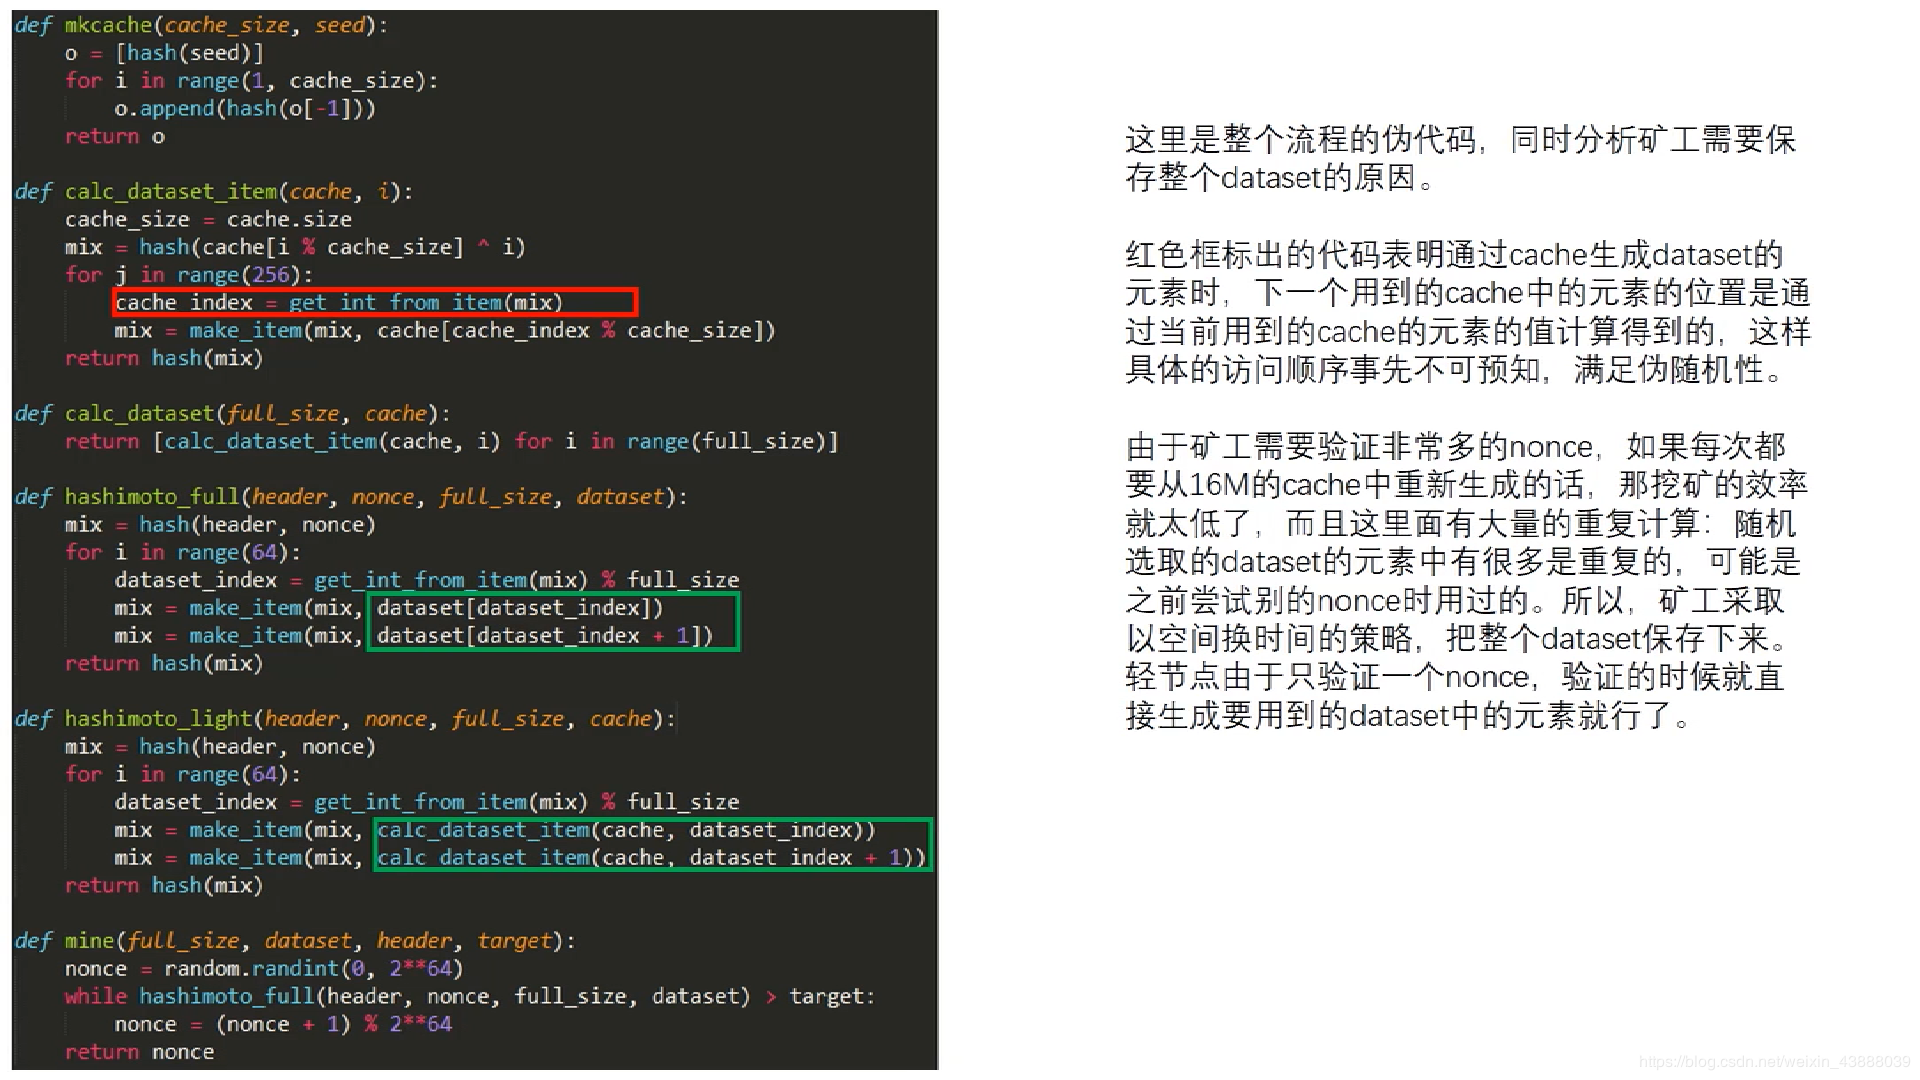 def mkcache(cache_size, seed):
    o = [hash(seed)]
    for i in range(1, cache_size):
        o.append(hash(o[-1]))
    return o

def calc_dataset_item(cache, i):
    cache_size = cache.size
    mix = hash(cache[i % cache_size] ^ i)
    for j in range(256):
        cache_index = get_int_from_item(mix)
        mix = make_item(mix, cache[cache_index % cache_size])
    return hash(mix)

def calc_dataset(full_size, cache):
    return [calc_dataset_item(cache, i) for i in range(full_size)]

def hashimoto_full(header, nonce, full_size, dataset):
    mix = hash(header, nonce)
    for i in range(64):
        dataset_index = get_int_from_item(mix) % full_size
        mix = make_item(mix, dataset[dataset_index])
        mix = make_item(mix, dataset[dataset_index + 1])
    return hash(mix)

def hashimoto_light(header, nonce, full_size, cache):
    mix = hash(header, nonce)
    for i in range(64):
        dataset_index = get_int_from_item(mix) % full_size
        mix = make_item(mix, calc_dataset_item(cache, dataset_index))
        mix = make_item(mix, calc_dataset_item(cache, dataset_index + 1))
    return hash(mix)

def mine(full_size, dataset, header, target):
    nonce = random.randint(0, 2**64)
    while hashimoto_full(header, nonce, full_size, dataset) > target:
        nonce = (nonce + 1) % 2**64
    return nonce

这里是整个流程的伪代码，同时分析矿工需要保
存整个dataset的原因。

红色框标出的代码表明通过cache生成dataset的
元素时，下一个用到的cache中的元素的位置是通
过当前用到的cache的元素的值计算得到的，这样
具体的访问顺序事先不可预知，满足伪随机性。

由于矿工需要验证非常多的nonce，如果每次都
要从16M的cache中重新生成的话，那挖矿的效率
就太低了，而且这里面有大量的重复计算：随机
选取的dataset的元素中有很多是重复的，可能是
之前尝试别的nonce时用过的。所以，矿工采取
以空间换时间的策略，把整个dataset保存下来。
轻节点由于只验证一个nonce，验证的时候就直
接生成要用到的dataset中的元素就行了。

https://blog.csdn.net/weixin_43888039